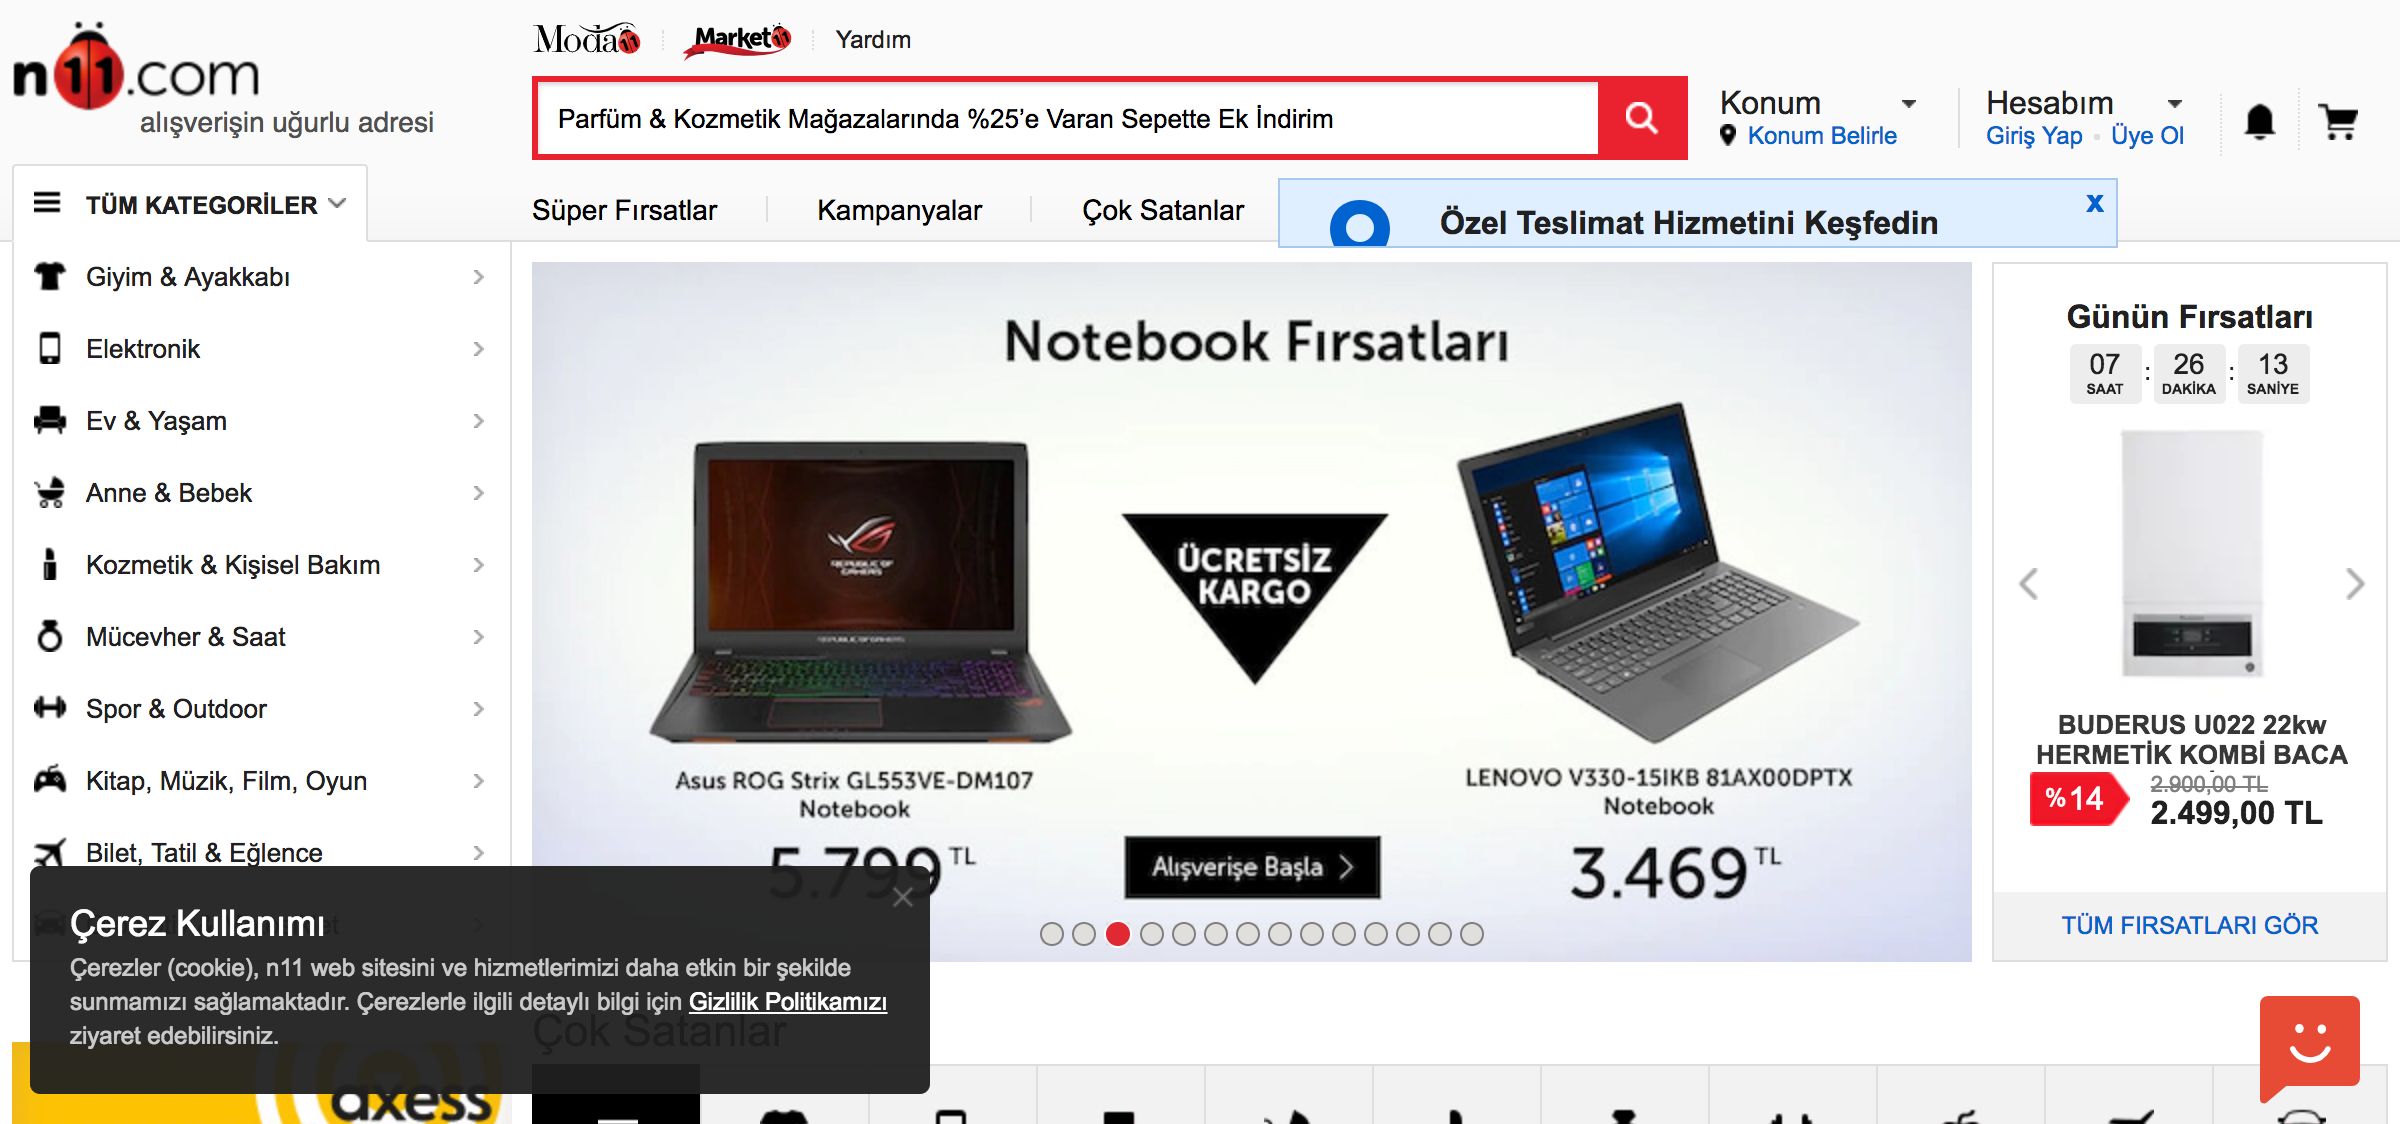 n11.com
alışverişin uğurlu adresi
Moda11
Market11
Yardım
Parfüm & Kozmetik Mağazalarında %25'e Varan Sepette Ek İndirim
Konum
Konum Belirle
Hesabım
Giriş Yap
Üye Ol
TÜM KATEGORİLER
Süper Fırsatlar
Kampanyalar
Çok Satanlar
Özel Teslimat Hizmetini Keşfedin
x
Giyim & Ayakkabı
Elektronik
Ev & Yaşam
Anne & Bebek
Kozmetik & Kişisel Bakım
Mücevher & Saat
Spor & Outdoor
Kitap, Müzik, Film, Oyun
Bilet, Tatil & Eğlence
Notebook Fırsatları
REPUBLIC OF
GAMERS
ÜCRETSİZ
KARGO
Asus ROG Strix GL553VE-DM107
Notebook
5.799 TL
LENOVO V330-15IKB 81AX00DPTX
Notebook
3.469 TL
Alışverişe Başla
Günün Fırsatları
07 : 26 : 13
SAAT DAKİKA SANİYE
BUDERUS U022 22kw
HERMETİK KOMBİ BACA
%14
2.900,00 TL
2.499,00 TL
TÜM FIRSATLARI GÖR
Çerez Kullanımı
Çerezler (cookie), n11 web sitesini ve hizmetlerimizi daha etkin bir şekilde
sunmamızı sağlamaktadır. Çerezlerle ilgili detaylı bilgi için Gizlilik Politikamızı
ziyaret edebilirsiniz.
Çok Satanlar
axess